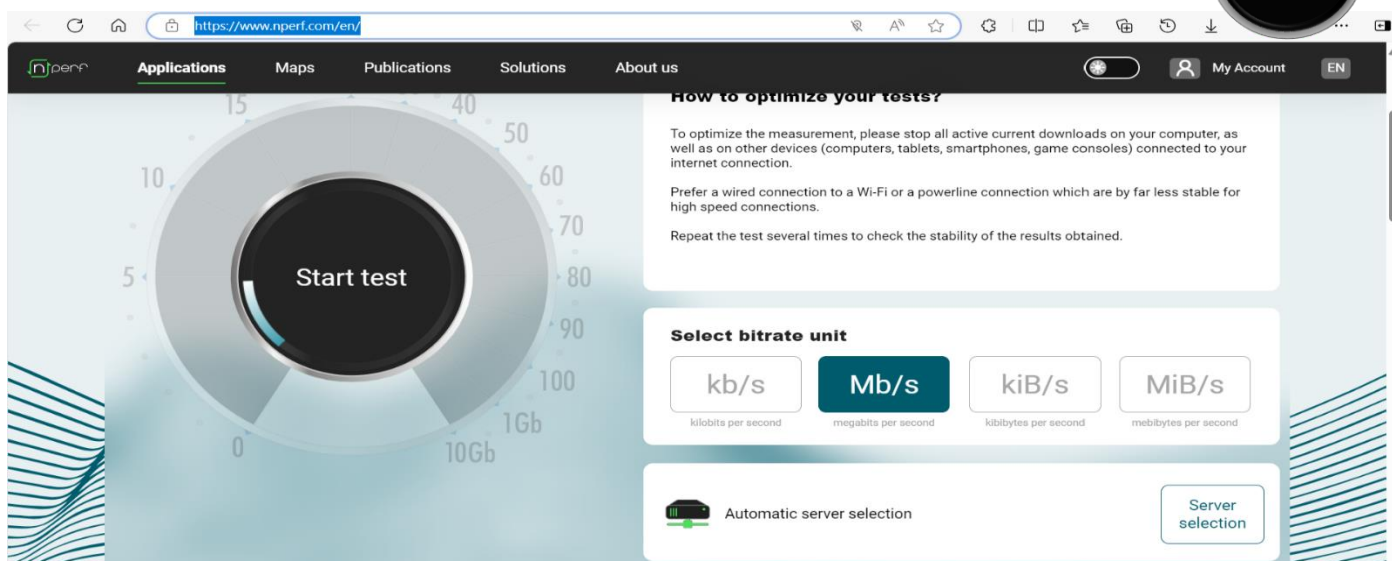 https://www.nperf.com/en/
nperf
Applications
Maps
Publications
Solutions
About us
My Account
EN
15
40
50
10
60
70
5
80
90
100
1Gb
0
10Gb
Start test
How to optimize your tests?
To optimize the measurement, please stop all active current downloads on your computer, as
well as on other devices (computers, tablets, smartphones, game consoles) connected to your
internet connection.
Prefer a wired connection to a Wi-Fi or a powerline connection which are by far less stable for
high speed connections.
Repeat the test several times to check the stability of the results obtained.
Select bitrate unit
kb/s
Mb/s
kiB/s
MiB/s
kilobits per second
megabits per second
kibibytes per second
mebibytes per second
Automatic server selection
Server
selection